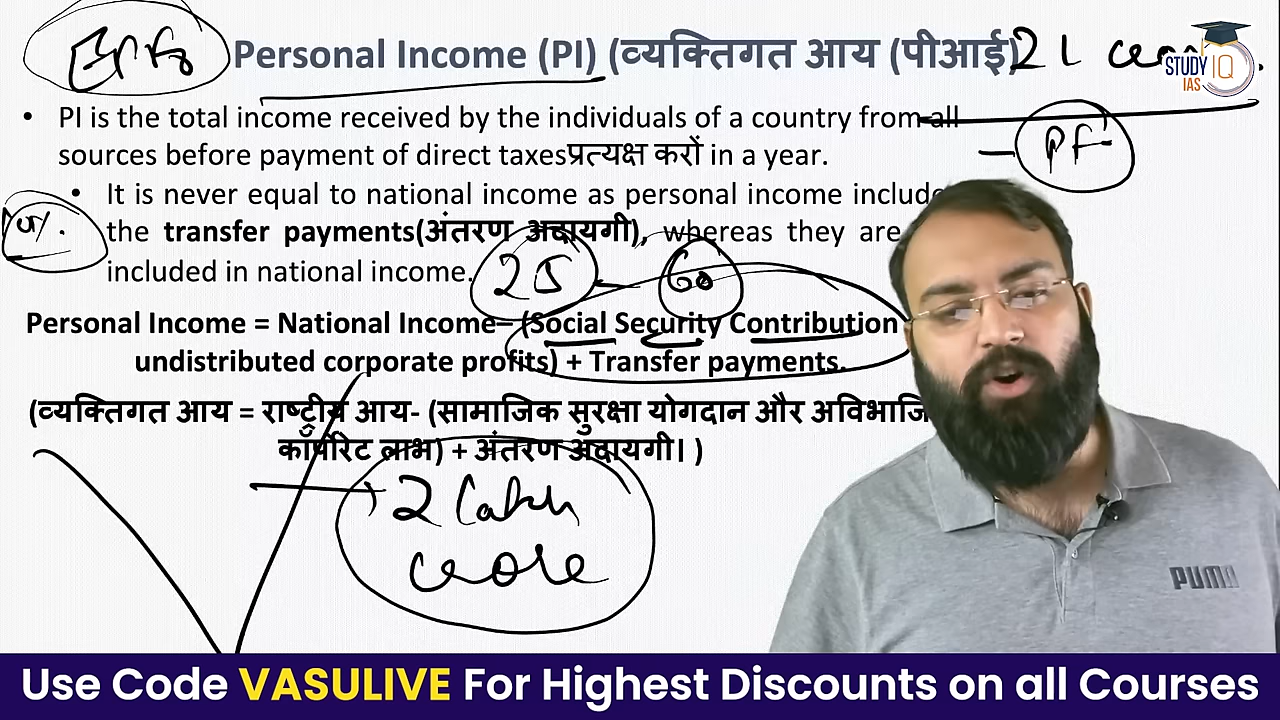 Personal Income (PI) (व्यक्तिगत आय (पीआई)
2 L
STUDY IQ
IAS
PF
• PI is the total income received by the individuals of a country from all
sources before payment of direct taxesप्रत्यक्ष करों in a year.
• It is never equal to national income as personal income include
the transfer payments(अंतरण अदायगी), whereas they are
included in national income.
25 - 60
Personal Income = National Income– (Social Security Contribution
undistributed corporate profits) + Transfer payments.
(व्यक्तिगत आय = राष्ट्रीय आय- (सामाजिक सुरक्षा योगदान और अविभाजि
कॉर्पोरेट लाभ) + अंतरण अदायगी। )
2 Lakh
crore
PUMA
Use Code VASULIVE For Highest Discounts on all Courses